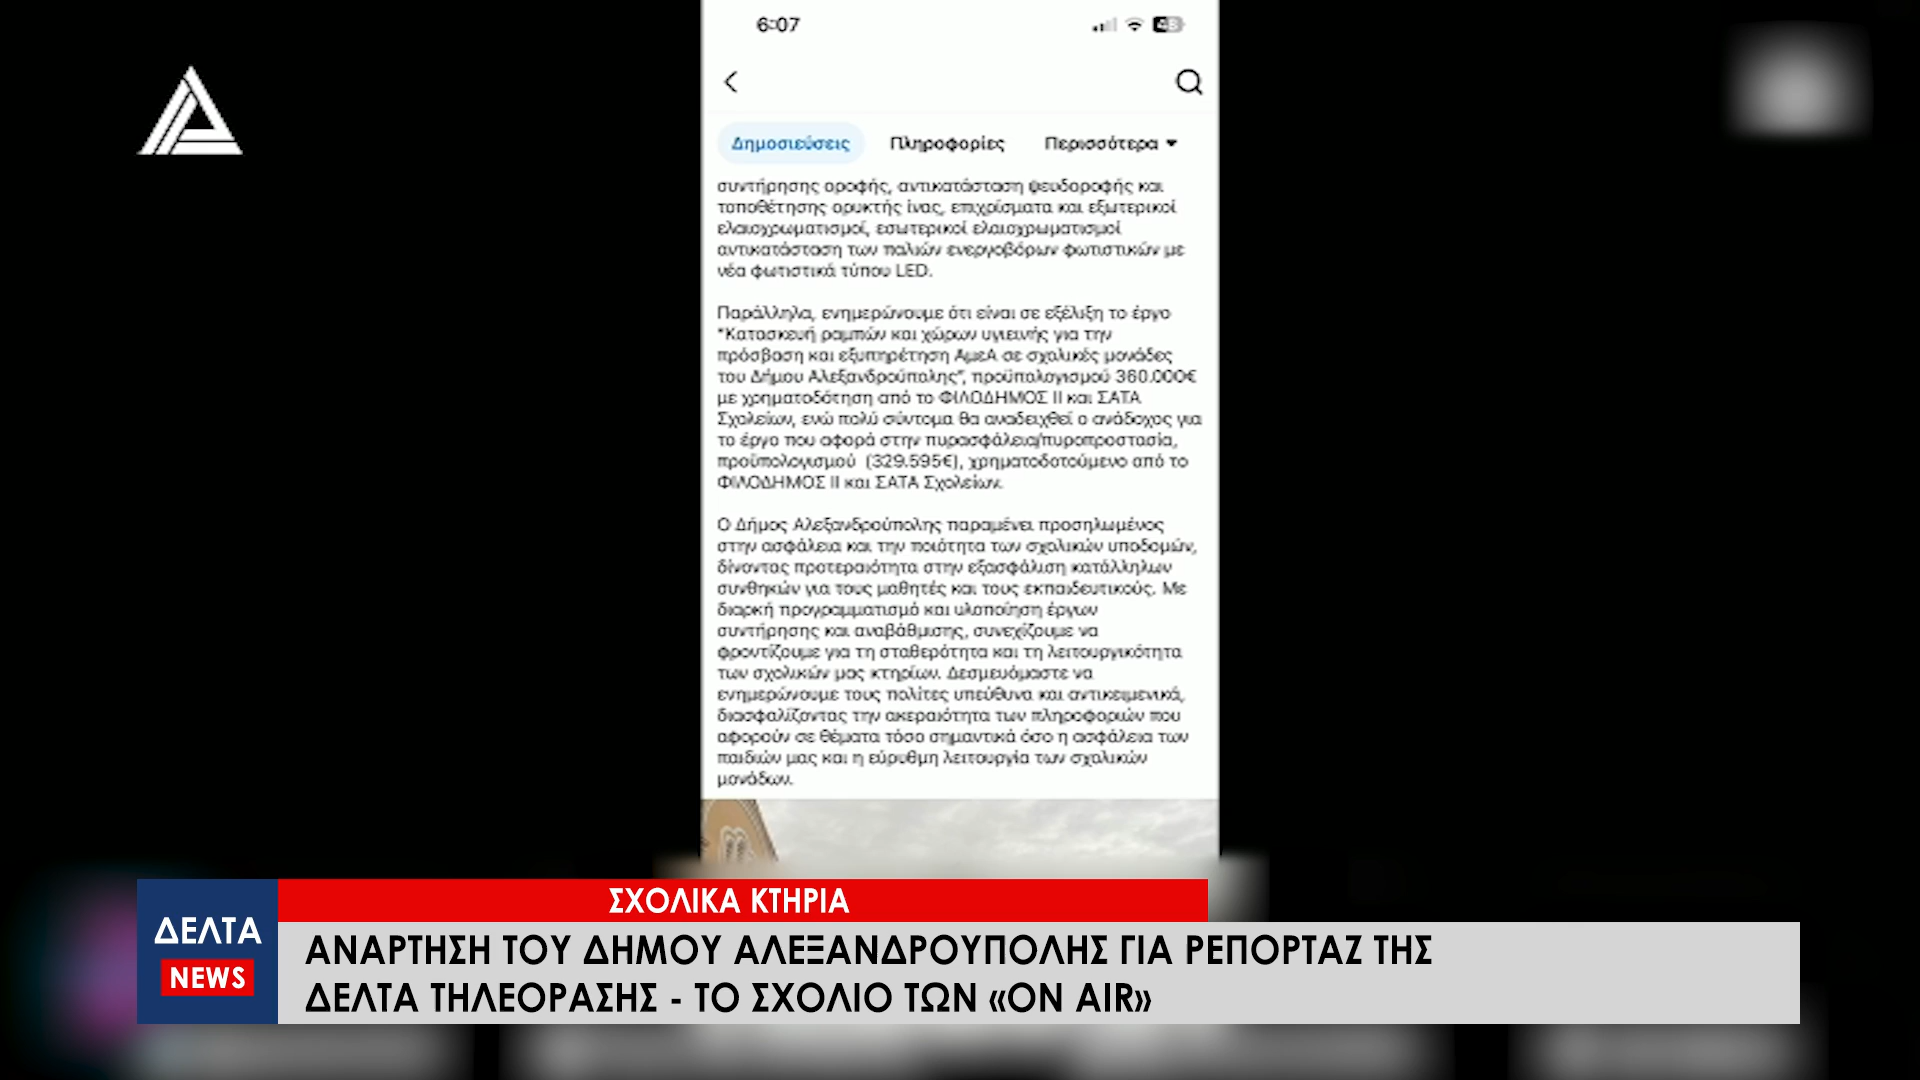 6:07
48
Δημοσιεύσεις Πληροφορίες Περισσότερα
συντήρησης οροφής, αντικατάσταση ψευδοροφής και
τοποθέτησης ορυκτής ίνας, επιχρίσματα και εξωτερικοί
ελαιοχρωματισμοί, εσωτερικοί ελαιοχρωματισμοί
αντικατάσταση των παλιών ενεργοβόρων φωτιστικών με
νέα φωτιστικά τύπου LED.
Παράλληλα, ενημερώνουμε ότι είναι σε εξέλιξη το έργο
"Κατασκευή ραμπών και χώρων υγιεινής για την
πρόσβαση και εξυπηρέτηση ΑμεΑ σε σχολικές μονάδες
του Δήμου Αλεξανδρούπολης", προϋπολογισμού 360.000€
με χρηματοδότηση από το ΦΙΛΟΔΗΜΟΣ ΙΙ και ΣΑΤΑ
Σχολείων, ενώ πολύ σύντομα θα αναδειχθεί ο ανάδοχος για
το έργο που αφορά στην πυρασφάλεια/πυροπροστασία,
προϋπολογισμού (329.595€), χρηματοδοτούμενο από το
ΦΙΛΟΔΗΜΟΣ ΙΙ και ΣΑΤΑ Σχολείων.
Ο Δήμος Αλεξανδρούπολης παραμένει προσηλωμένος
στην ασφάλεια και την ποιότητα των σχολικών υποδομών,
δίνοντας προτεραιότητα στην εξασφάλιση κατάλληλων
συνθηκών για τους μαθητές και τους εκπαιδευτικούς. Με
διαρκή προγραμματισμό και υλοποίηση έργων
συντήρησης και αναβάθμισης, συνεχίζουμε να
φροντίζουμε για τη σταθερότητα και τη λειτουργικότητα
των σχολικών μας κτηρίων. Δεσμευόμαστε να
ενημερώνουμε τους πολίτες υπεύθυνα και αντικειμενικά,
διασφαλίζοντας την ακεραιότητα των πληροφοριών που
αφορούν σε θέματα τόσο σημαντικά όσο η ασφάλεια των
παιδιών μας και η εύρυθμη λειτουργία των σχολικών
μονάδων.
ΣΧΟΛΙΚΑ ΚΤΗΡΙΑ
ΔΕΛΤΑ
NEWS
ΑΝΑΡΤΗΣΗ ΤΟΥ ΔΗΜΟΥ ΑΛΕΞΑΝΔΡΟΥΠΟΛΗΣ ΓΙΑ ΡΕΠΟΡΤΑΖ ΤΗΣ
ΔΕΛΤΑ ΤΗΛΕΟΡΑΣΗΣ - ΤΟ ΣΧΟΛΙΟ ΤΩΝ «ON AIR»